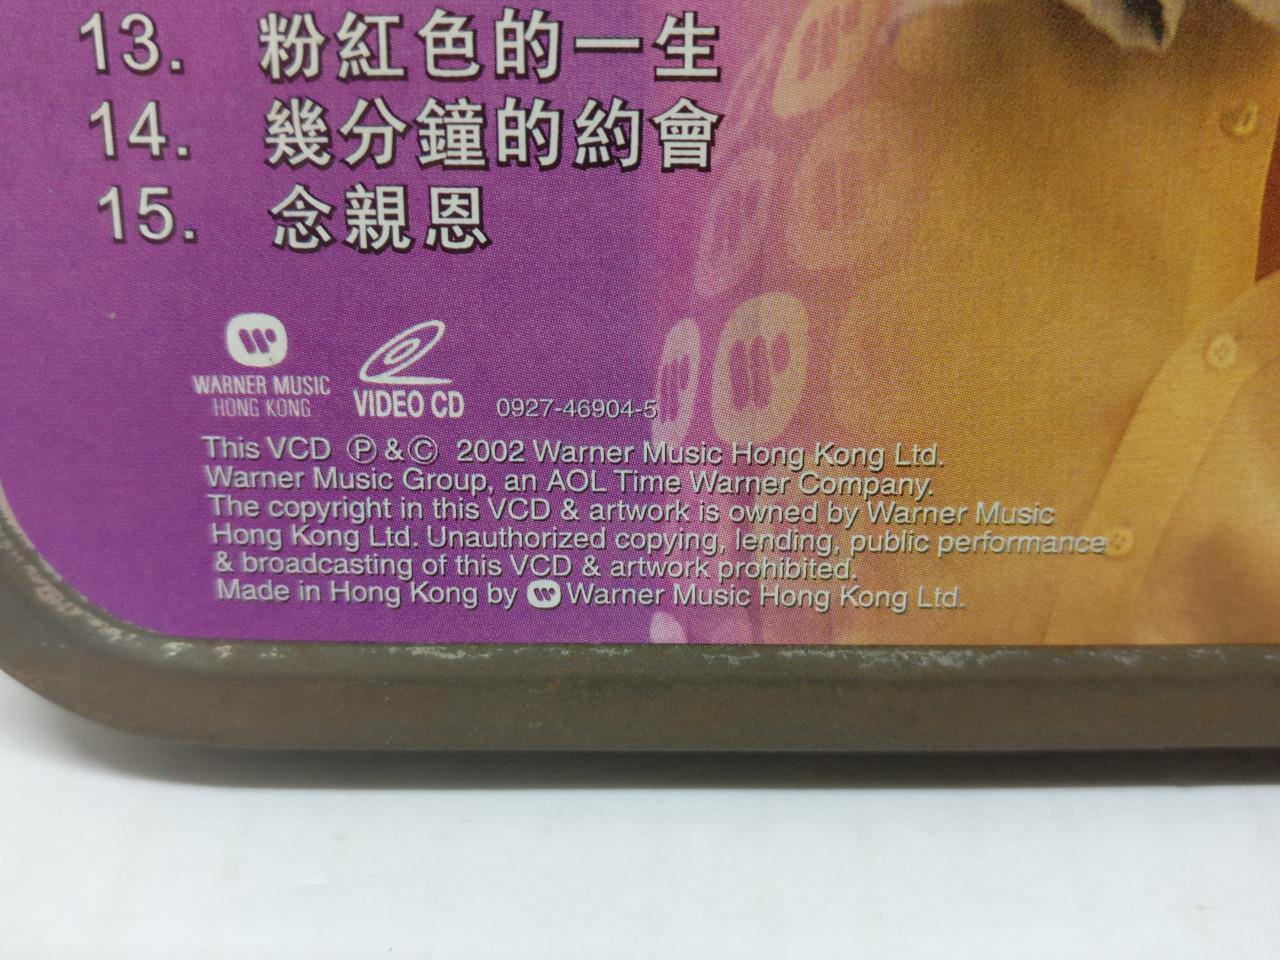 13. 粉紅色的一生
14. 幾分鐘的約會
15. 念親恩
WARNER MUSIC
HONG KONG
VIDEO CD
0927-46904-5
This VCD Ⓟ & © 2002 Warner Music Hong Kong Ltd.
Warner Music Group, an AOL Time Warner Company.
The copyright in this VCD & artwork is owned by Warner Music
Hong Kong Ltd. Unauthorized copying, lending, public performance
& broadcasting of this VCD & artwork prohibited.
Made in Hong Kong by Warner Music Hong Kong Ltd.